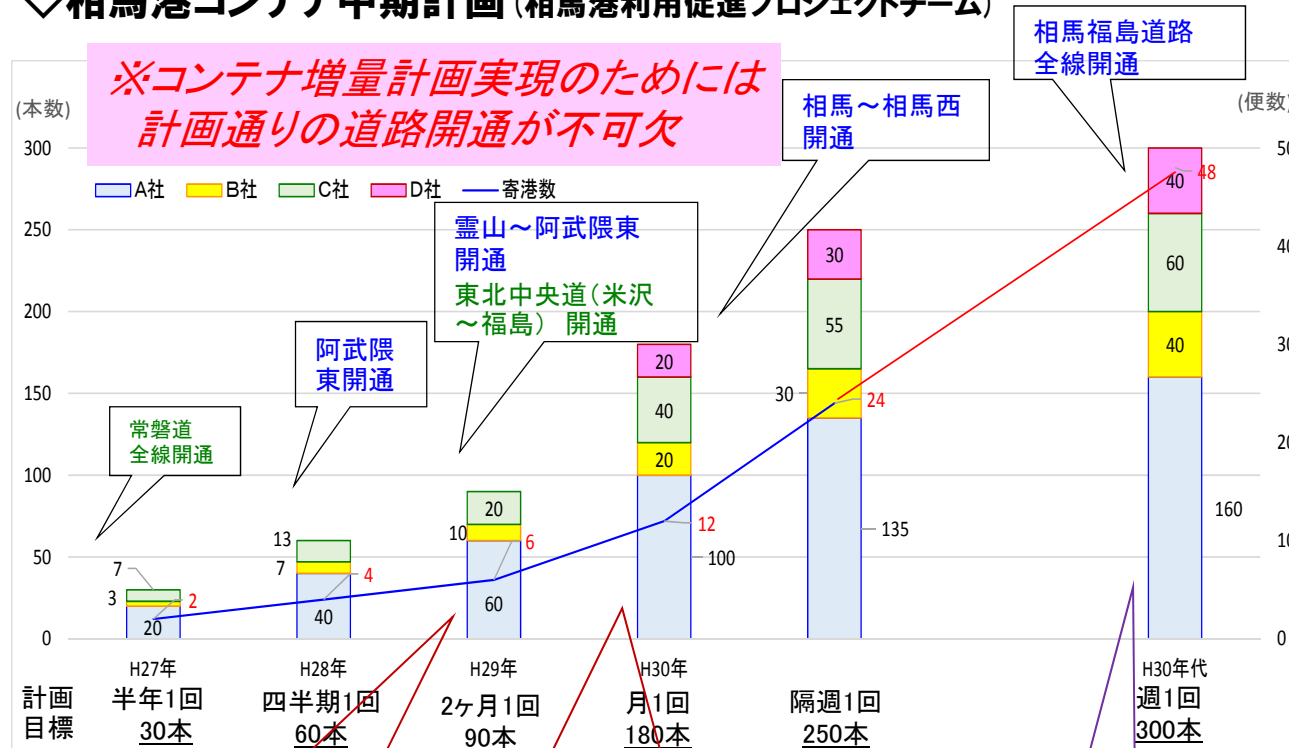 ◇相馬港コンテナ中期計画(相馬港利用促進プロジェクトチーム)
※コンテナ増量計画実現のためには
計画通りの道路開通が不可欠
相馬福島道路
全線開通
相馬～相馬西
開通
(本数)
(便数)
A社 B社 C社 D社 寄港数
霊山～阿武隈東
開通
東北中央道(米沢
～福島) 開通
阿武隈
東開通
常磐道
全線開通
300
250
200
150
100
50
0
0
3
7
20
2
13
7
40
4
20
10
60
6
20
40
20
100
12
30
55
30
135
24
40
60
40
160
48
H27年 H28年 H29年 H30年 H30年代
計画
目標
半年1回 四半期1回 2ヶ月1回 月1回 隔週1回 週1回
30本 60本 90本 180本 250本 300本